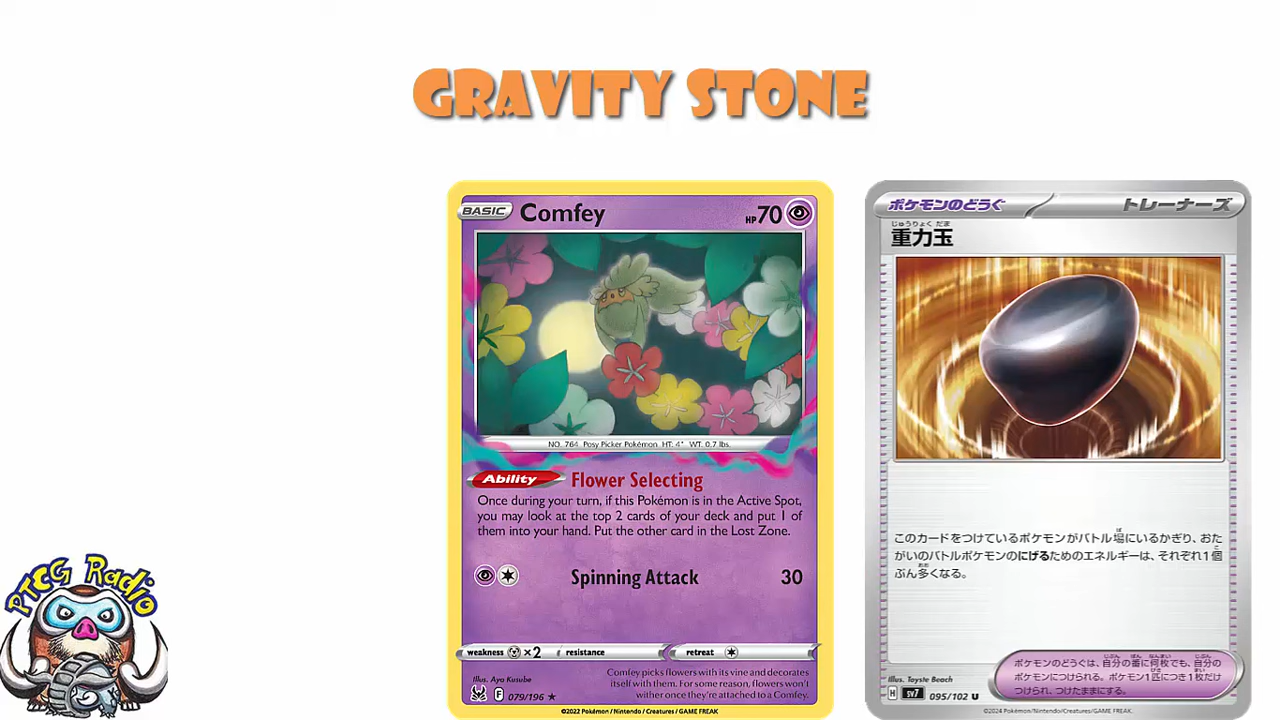 GRAVITY STONE
BASIC Comfey HP 70
NO. 764 Posy Picker Pokémon HT: 4" WT: 0.7 lbs.
Ability Flower Selecting
Once during your turn, if this Pokémon is in the Active Spot,
you may look at the top 2 cards of your deck and put 1 of
them into your hand. Put the other card in the Lost Zone.
Spinning Attack 30
weakness ×2 resistance retreat
Illus. Aya Kusube
Comfey picks flowers with its vine and decorates
itself with them. For some reason, flowers won't
wither once they're attached to a Comfey.
F 079/196 ★
©2022 Pokémon / Nintendo / Creatures / GAME FREAK
ポケモンのどうぐ トレーナーズ
じゅうりょく だま
重力玉
このカードをつけているポケモンがバトル場にいるかぎり、おた
がいのバトルポケモンのにげるためのエネルギーは、それぞれ1個
ぶん多くなる。
ポケモンのどうぐは、自分の番に何枚でも、自分の
ポケモンにつけられる。ポケモン1匹につき1枚だけ
つけられ、つけたままにする。
Illus. Toyste Beach
H sv7 095/102 U
©2024 Pokémon/Nintendo/Creatures/GAME FREAK.
PTCG Radio